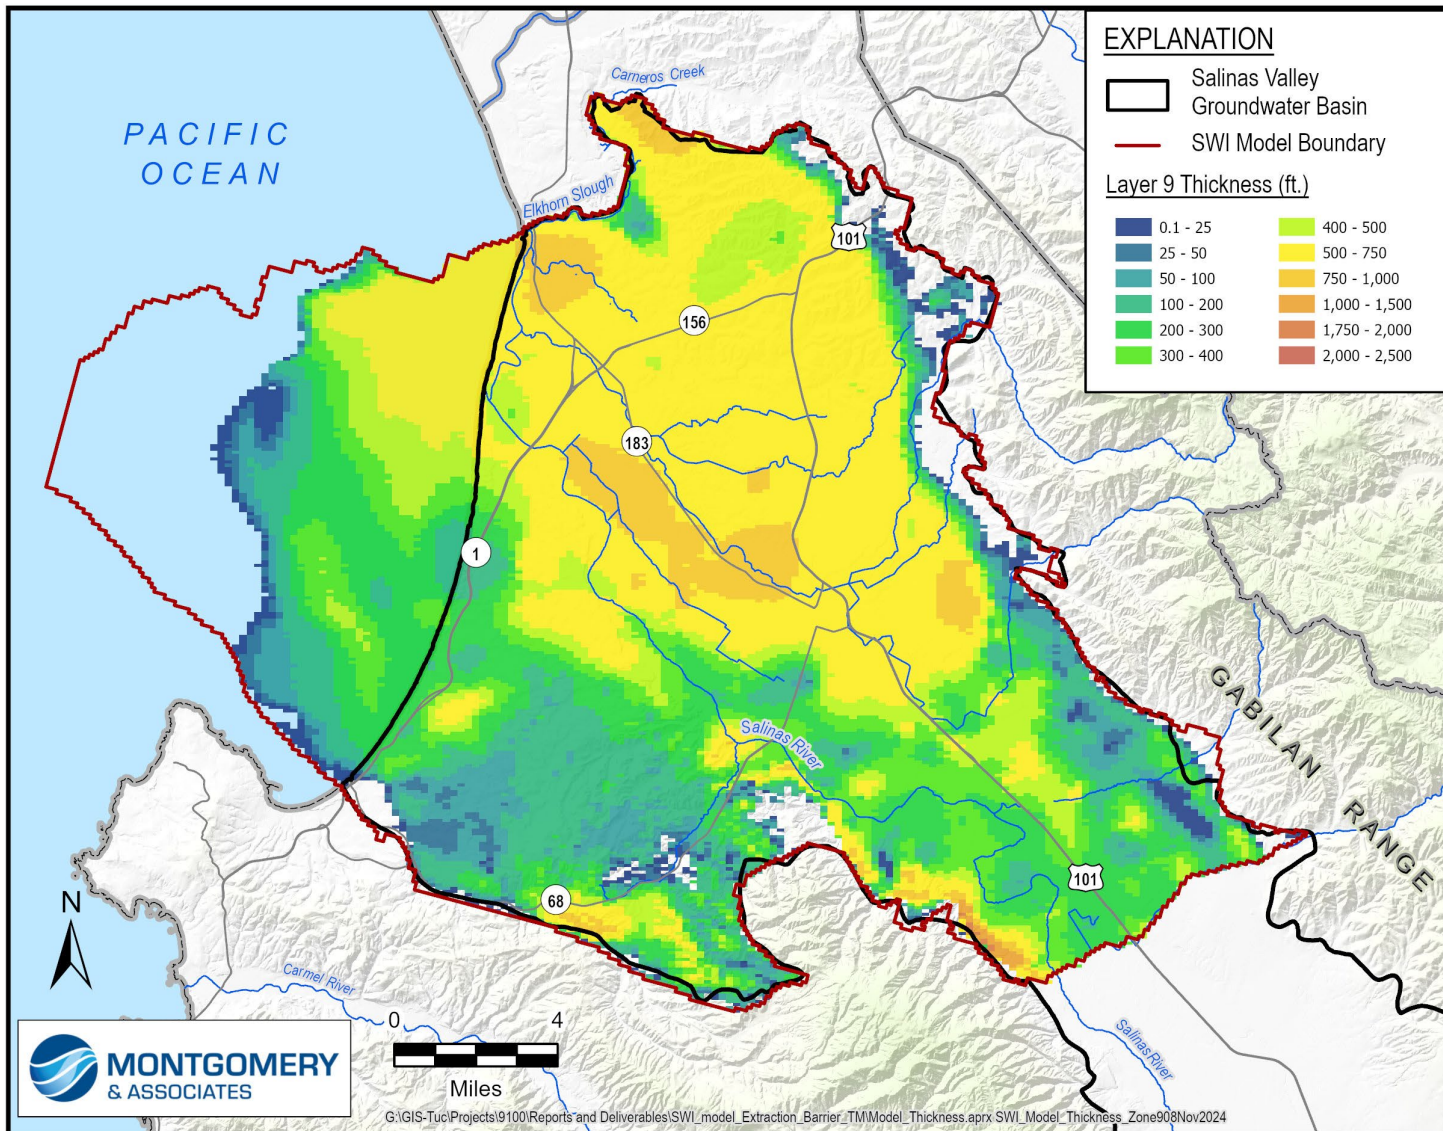 EXPLANATION
Salinas Valley
Groundwater Basin
SWI Model Boundary
Layer 9 Thickness (ft.)
0.1 - 25
25 - 50
50 - 100
100 - 200
200 - 300
300 - 400
400 - 500
500 - 750
750 - 1,000
1,000 - 1,500
1,750 - 2,000
2,000 - 2,500
Carneros Creek
PACIFIC
OCEAN
Elkhorn Slough
101
156
183
1
Salinas River
GABILAN RANGE
101
68
N
Carmel River
0 4
Miles
Salinas River
MONTGOMERY
& ASSOCIATES
G:\GIS-Tuc\Projects\9100\Reports and Deliverables\SWI_model_Extraction_Barrier_TM\Model_Thickness.aprx SWI_Model_Thickness_Zone908Nov2024